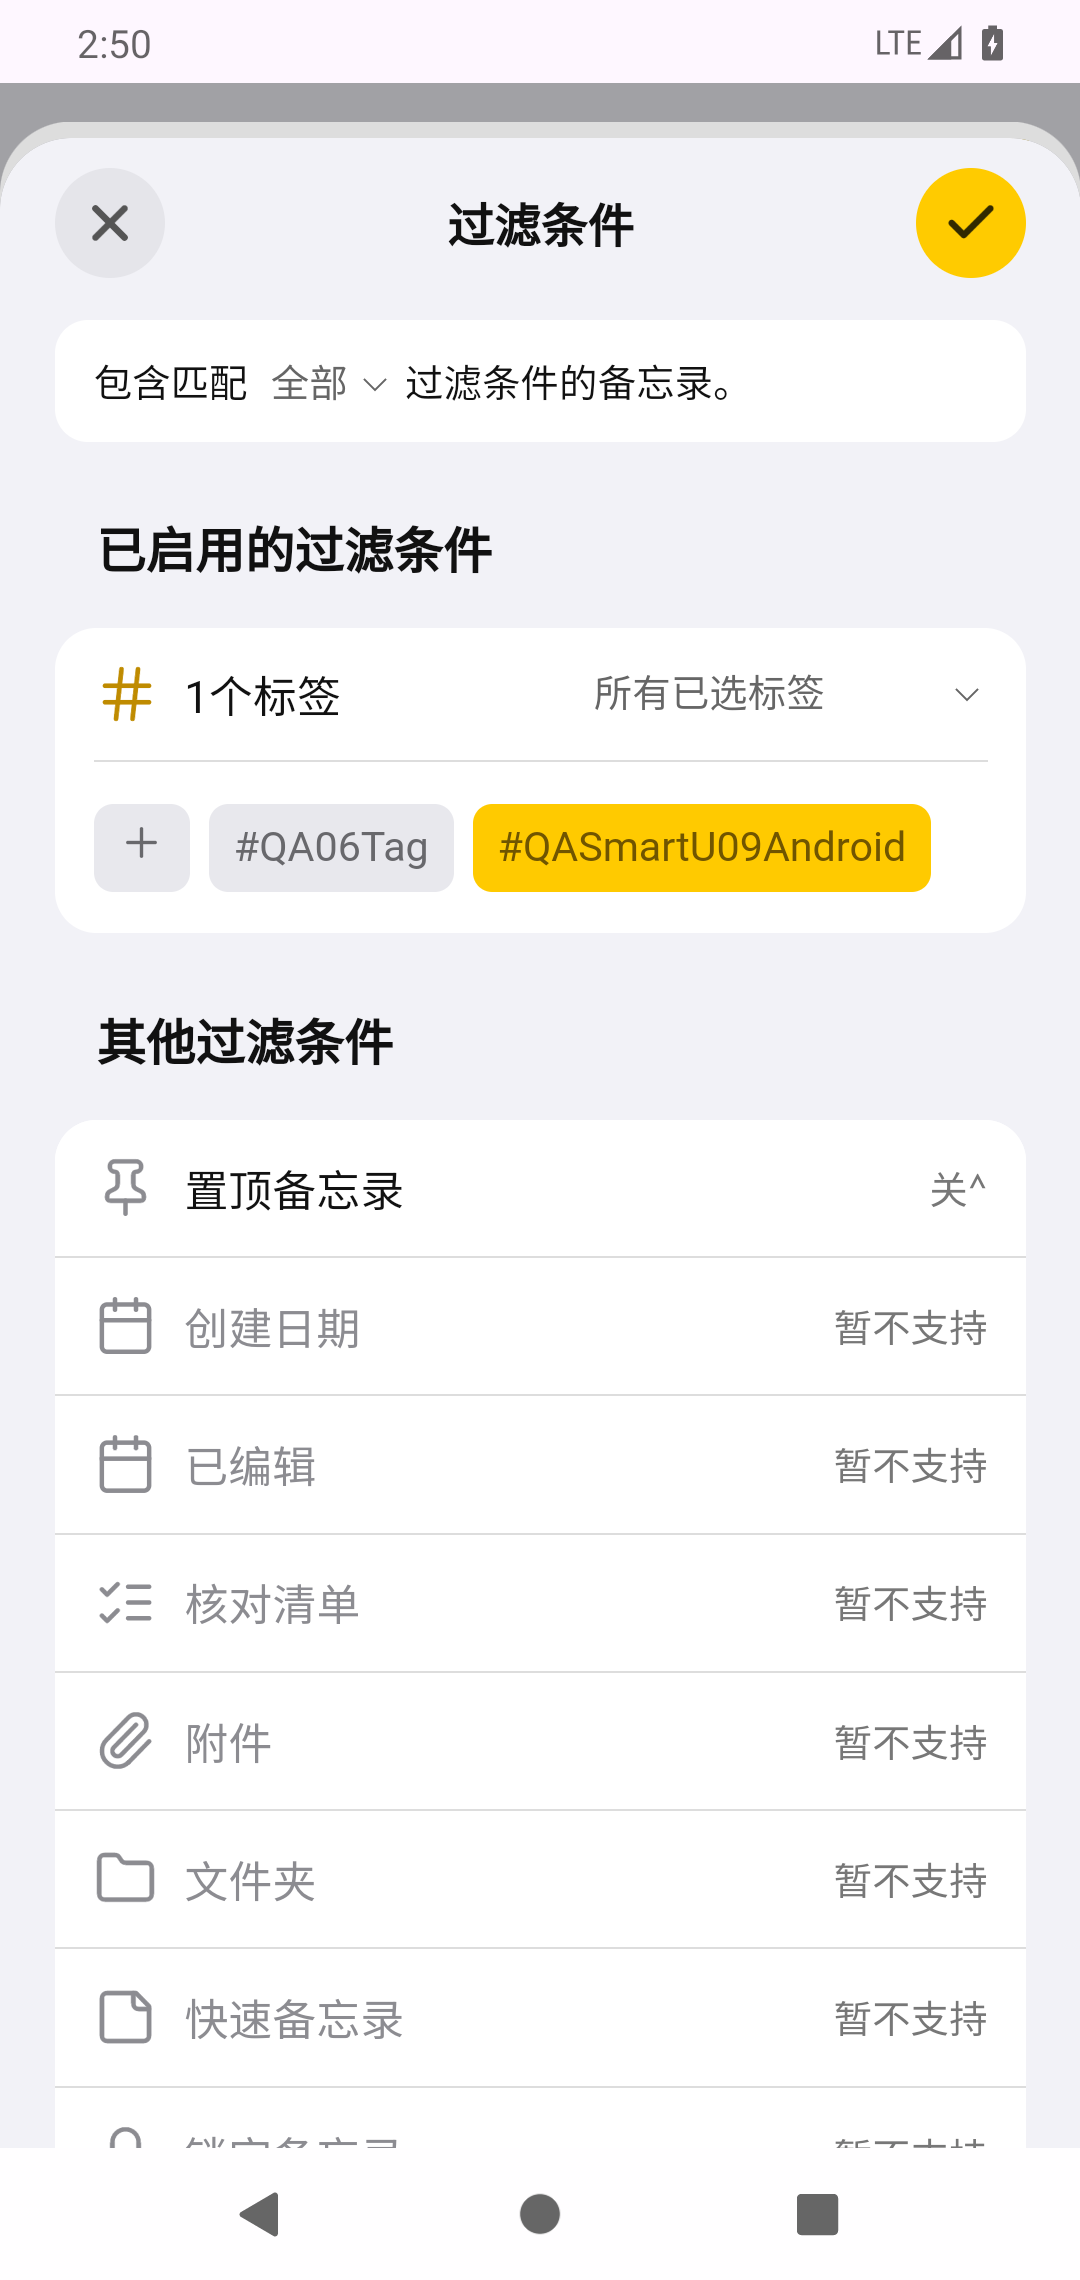 2:50 LTE
过滤条件
包含匹配 全部 过滤条件的备忘录。
已启用的过滤条件
1个标签 所有已选标签
#QA06Tag #QASmartU09Android
其他过滤条件
置顶备忘录 关^
创建日期 暂不支持
已编辑 暂不支持
核对清单 暂不支持
附件 暂不支持
文件夹 暂不支持
快速备忘录 暂不支持